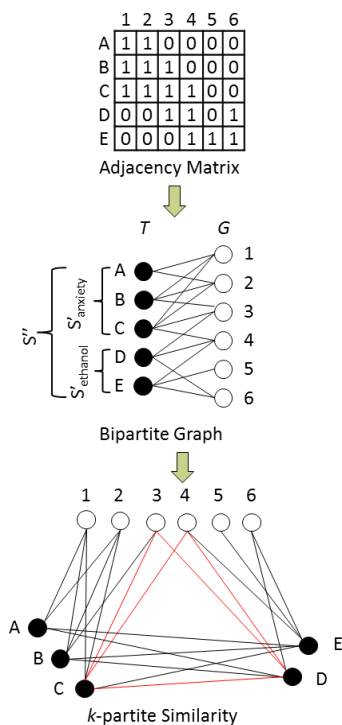 1 2 3 4 5 6
A 1 1 0 0 0 0
B 1 1 1 0 0 0
C 1 1 1 1 0 0
D 0 0 1 1 0 1
E 0 0 0 1 1 1
Adjacency Matrix
T G
S''
S'anxiety
S'ethanol
A
B
C
D
E
1
2
3
4
5
6
Bipartite Graph
1 2 3 4 5 6
A
B
C
E
D
k-partite Similarity